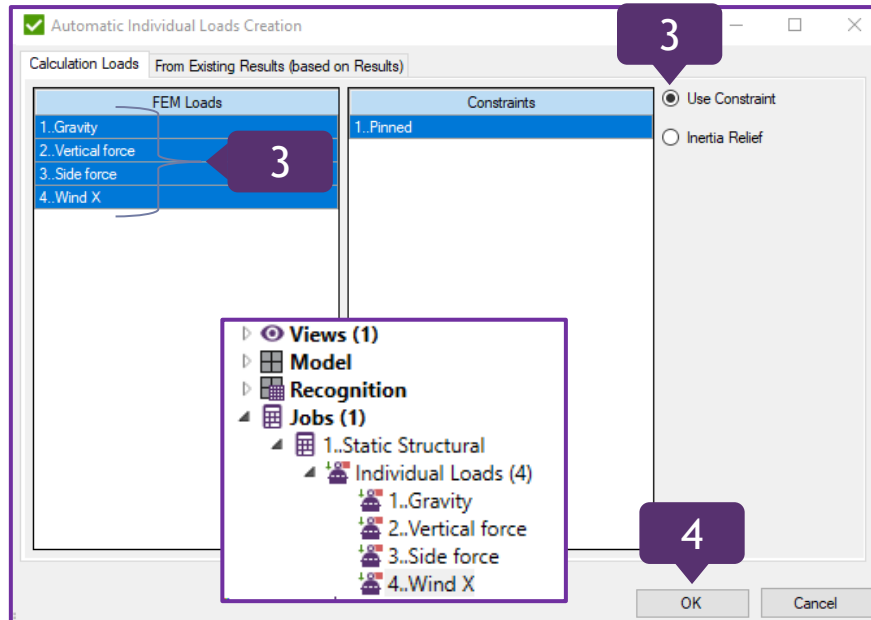 Automatic Individual Loads Creation
3
Calculation Loads
From Existing Results (based on Results)
FEM Loads
Constraints
Use Constraint
1..Gravity
1..Pinned
2..Vertical force
Inertia Relief
3
3..Side force
4..Wind X
Views (1)
Model
Recognition
Jobs (1)
1..Static Structural
Individual Loads (4)
1..Gravity
2..Vertical force
3..Side force
4..Wind X
4
OK
Cancel